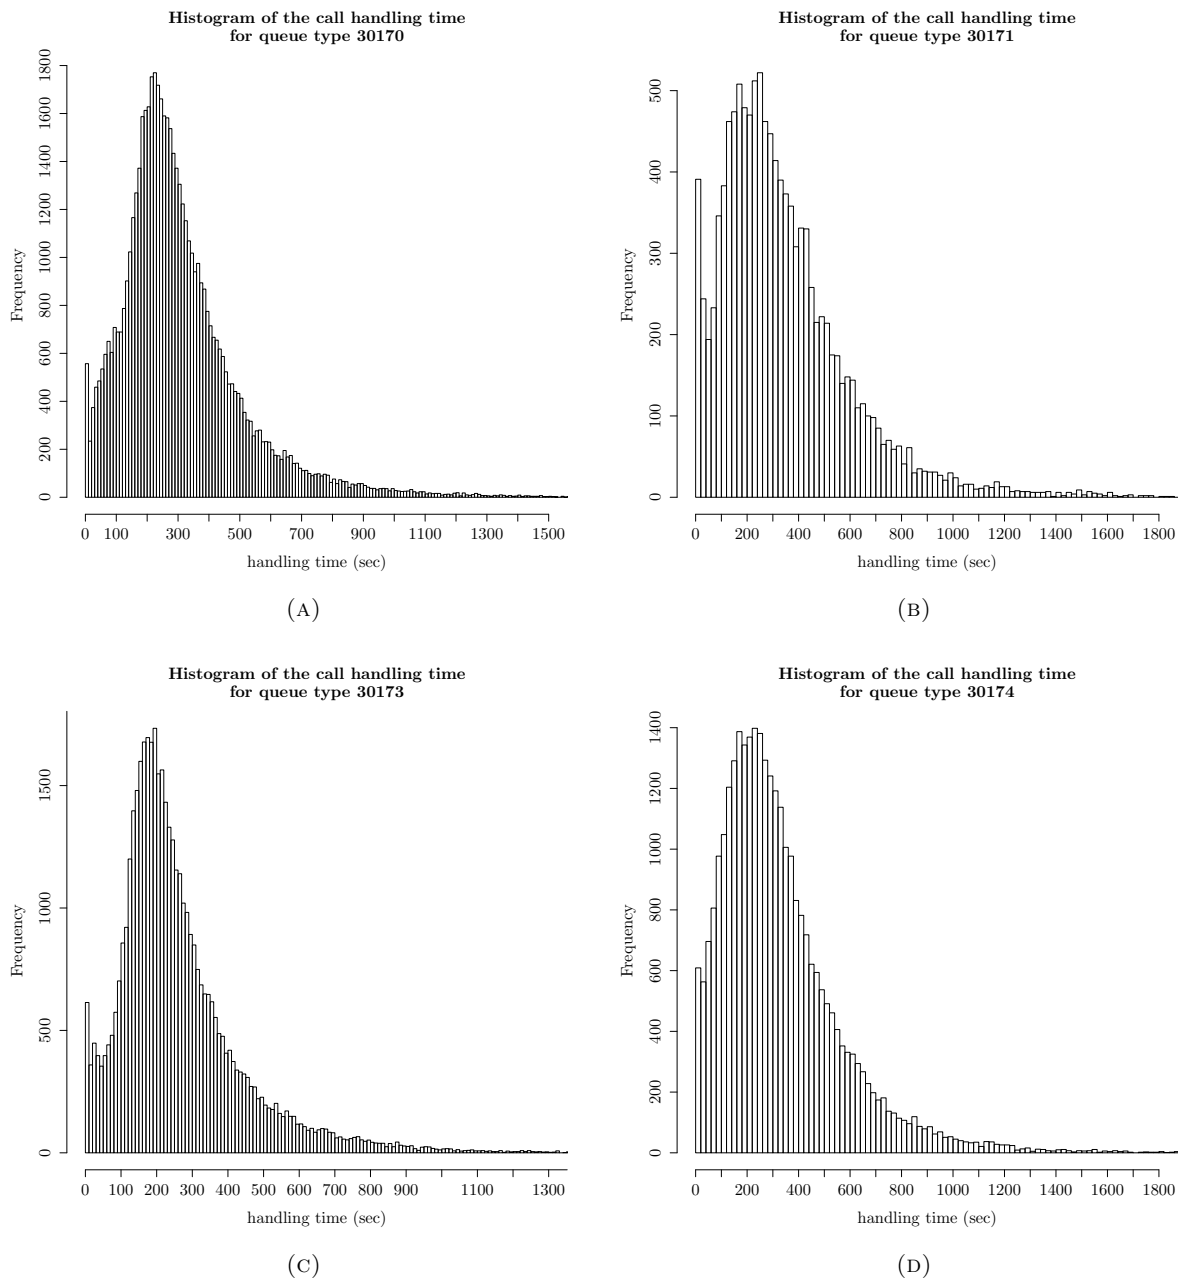 Histogram of the call handling time
for queue type 30170
Frequency
0 200 400 600 800 1000 1200 1400 1600 1800
0 100 300 500 700 900 1100 1300 1500
handling time (sec)
(A)
Histogram of the call handling time
for queue type 30171
Frequency
0 100 200 300 400 500
0 200 400 600 800 1000 1200 1400 1600 1800
handling time (sec)
(B)
Histogram of the call handling time
for queue type 30173
Frequency
0 500 1000 1500
0 100 200 300 400 500 600 700 800 900 1100 1300
handling time (sec)
(C)
Histogram of the call handling time
for queue type 30174
Frequency
0 200 400 600 800 1000 1200 1400
0 200 400 600 800 1000 1200 1400 1600 1800
handling time (sec)
(D)